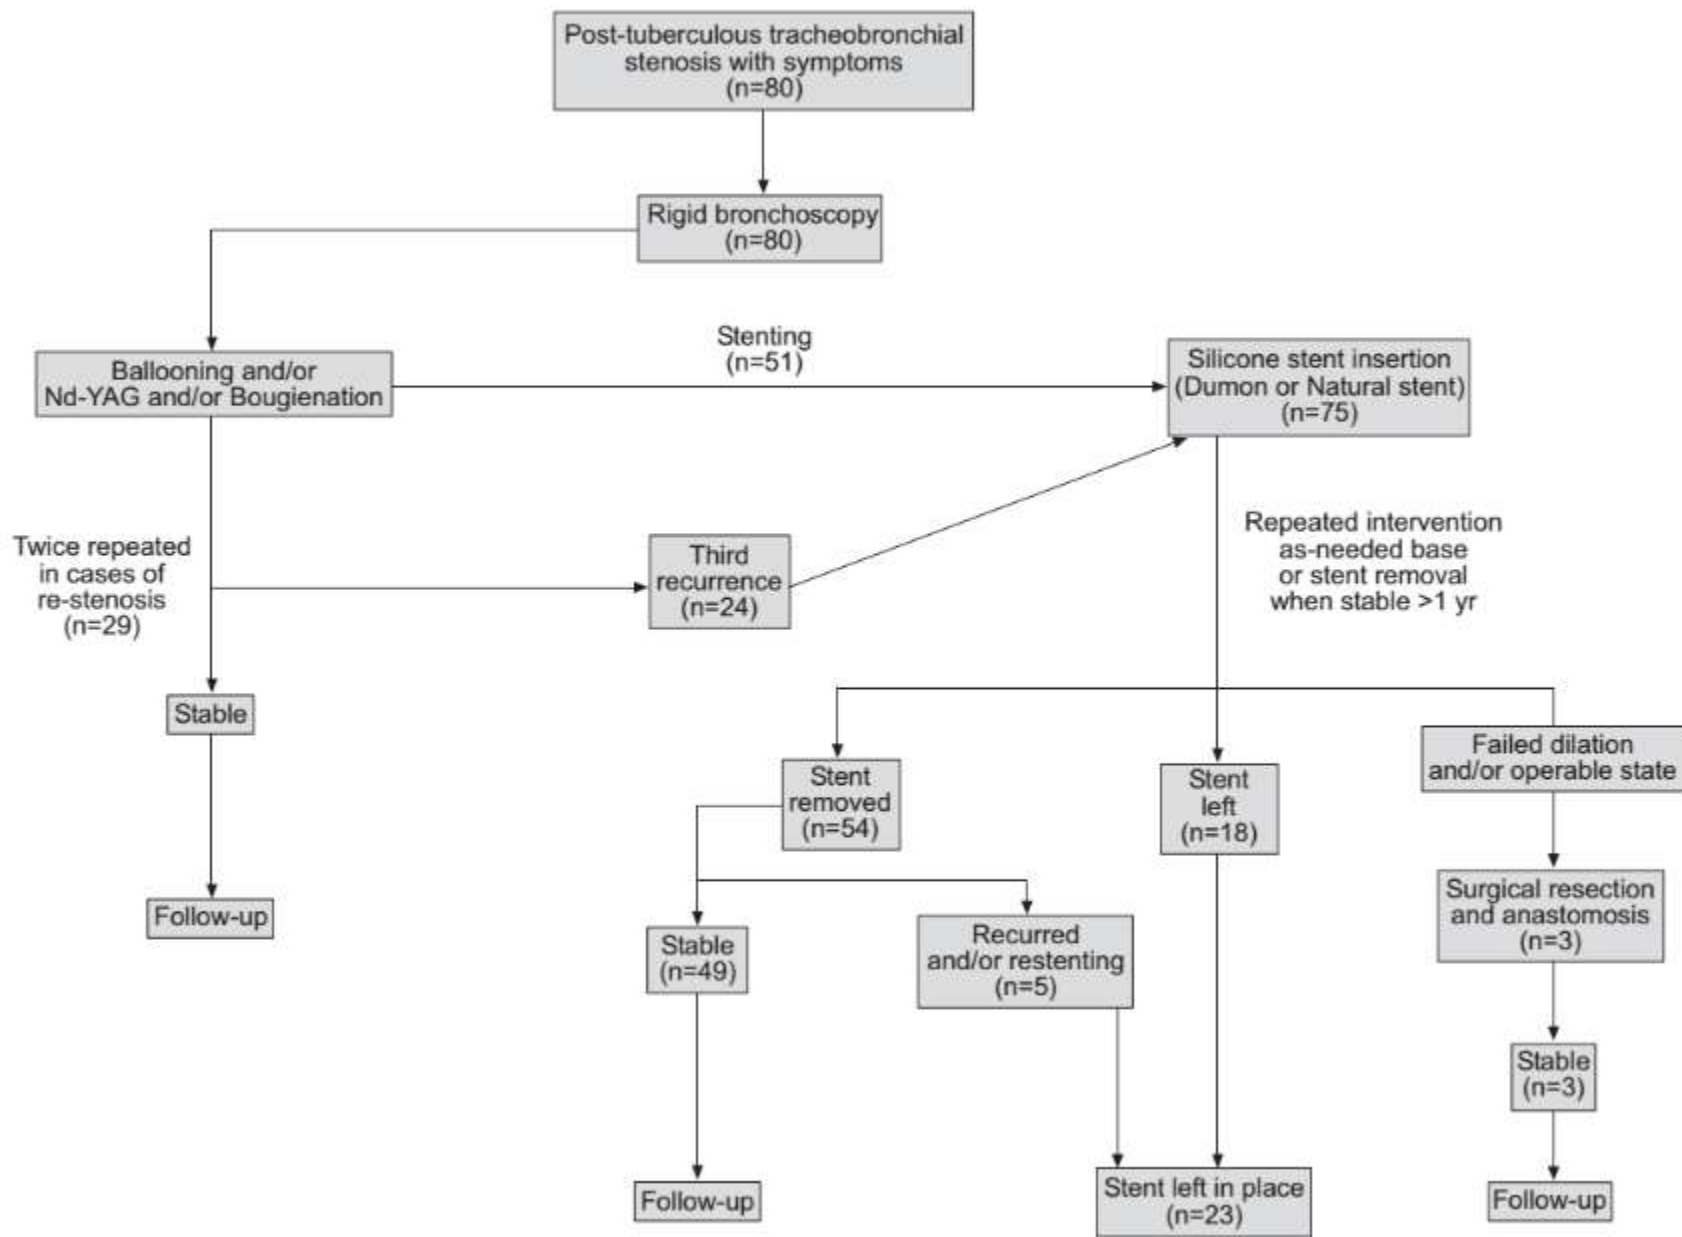 Post-tuberculous tracheobronchial
stenosis with symptoms
(n=80)
Rigid bronchoscopy
(n=80)
Ballooning and/or
Nd-YAG and/or Bougienation
Stenting
(n=51)
Silicone stent insertion
(Dumon or Natural stent)
(n=75)
Twice repeated
in cases of
re-stenosis
(n=29)
Third
recurrence
(n=24)
Repeated intervention
as-needed base
or stent removal
when stable >1 yr
Stable
Follow-up
Stent
removed
(n=54)
Stent
left
(n=18)
Failed dilation
and/or operable state
Surgical resection
and anastomosis
(n=3)
Stable
(n=49)
Recurred
and/or restenting
(n=5)
Stable
(n=3)
Follow-up
Stent left in place
(n=23)
Follow-up